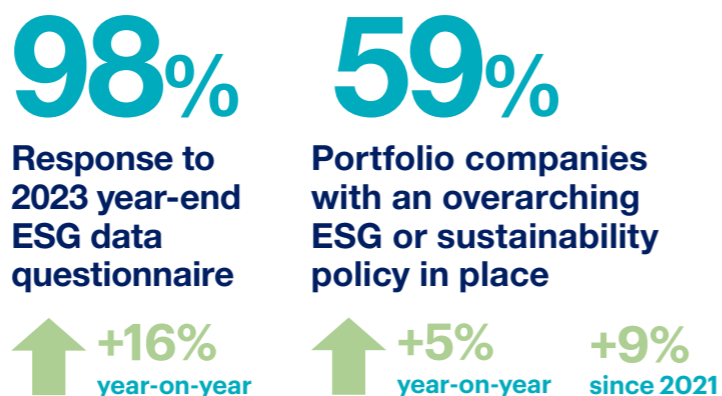 98%
Response to
2023 year-end
ESG data
questionnaire
+16%
year-on-year
59%
Portfolio companies
with an overarching
ESG or sustainability
policy in place
+5%
year-on-year
+9%
since 2021